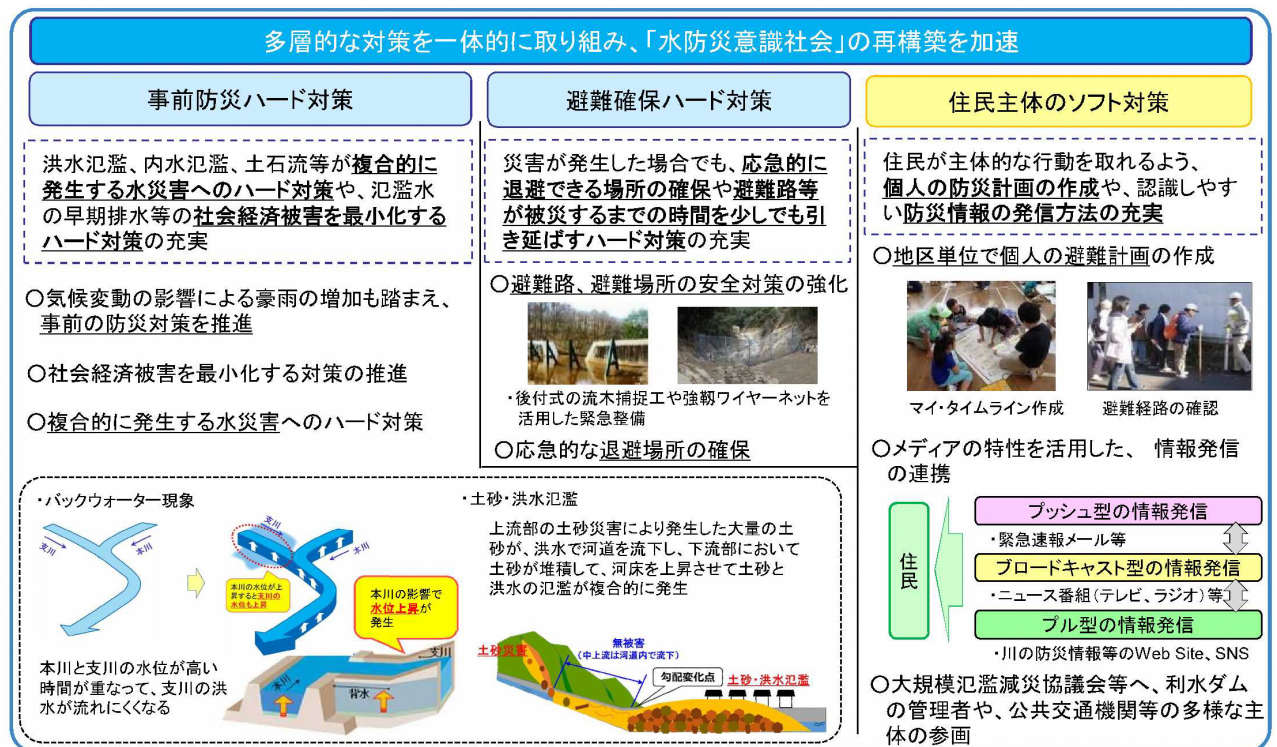 多層的な対策を一体的に取り組み、「水防災意識社会」の再構築を加速
事前防災ハード対策
洪水氾濫、内水氾濫、土石流等が複合的に
発生する水災害へのハード対策や、氾濫水
の早期排水等の社会経済被害を最小化する
ハード対策の充実
〇気候変動の影響による豪雨の増加も踏まえ、
事前の防災対策を推進
〇社会経済被害を最小化する対策の推進
〇複合的に発生する水災害へのハード対策
避難確保ハード対策
災害が発生した場合でも、応急的に
退避できる場所の確保や避難路等
が被災するまでの時間を少しでも引
き延ばすハード対策の充実
〇避難路、避難場所の安全対策の強化
・後付式の流木捕捉工や強靱ワイヤーネットを
活用した緊急整備
〇応急的な退避場所の確保
・バックウォーター現象
支川
本川
支川
本川
本川の水位が上
昇すると支川の
水位も上昇
本川の影響で
水位上昇が
発生
本川と支川の水位が高い
時間が重なって、支川の洪
水が流れにくくなる
本川
背水
支川
・土砂・洪水氾濫
上流部の土砂災害により発生した大量の土
砂が、洪水で河道を流下し、下流部において
土砂が堆積して、河床を上昇させて土砂と
洪水の氾濫が複合的に発生
土砂災害
無被害
(中上流は河道内で流下)
勾配変化点
土砂・洪水氾濫
住民主体のソフト対策
住民が主体的な行動を取れるよう、
個人の防災計画の作成や、認識しやす
い防災情報の発信方法の充実
〇地区単位で個人の避難計画の作成
マイ・タイムライン作成
避難経路の確認
〇メディアの特性を活用した、 情報発信
の連携
住民
プッシュ型の情報発信
・緊急速報メール等
ブロードキャスト型の情報発信
・ニュース番組(テレビ、ラジオ)等
プル型の情報発信
・川の防災情報等のWeb Site、SNS
〇大規模氾濫減災協議会等へ、利水ダム
の管理者や、公共交通機関等の多様な主
体の参画